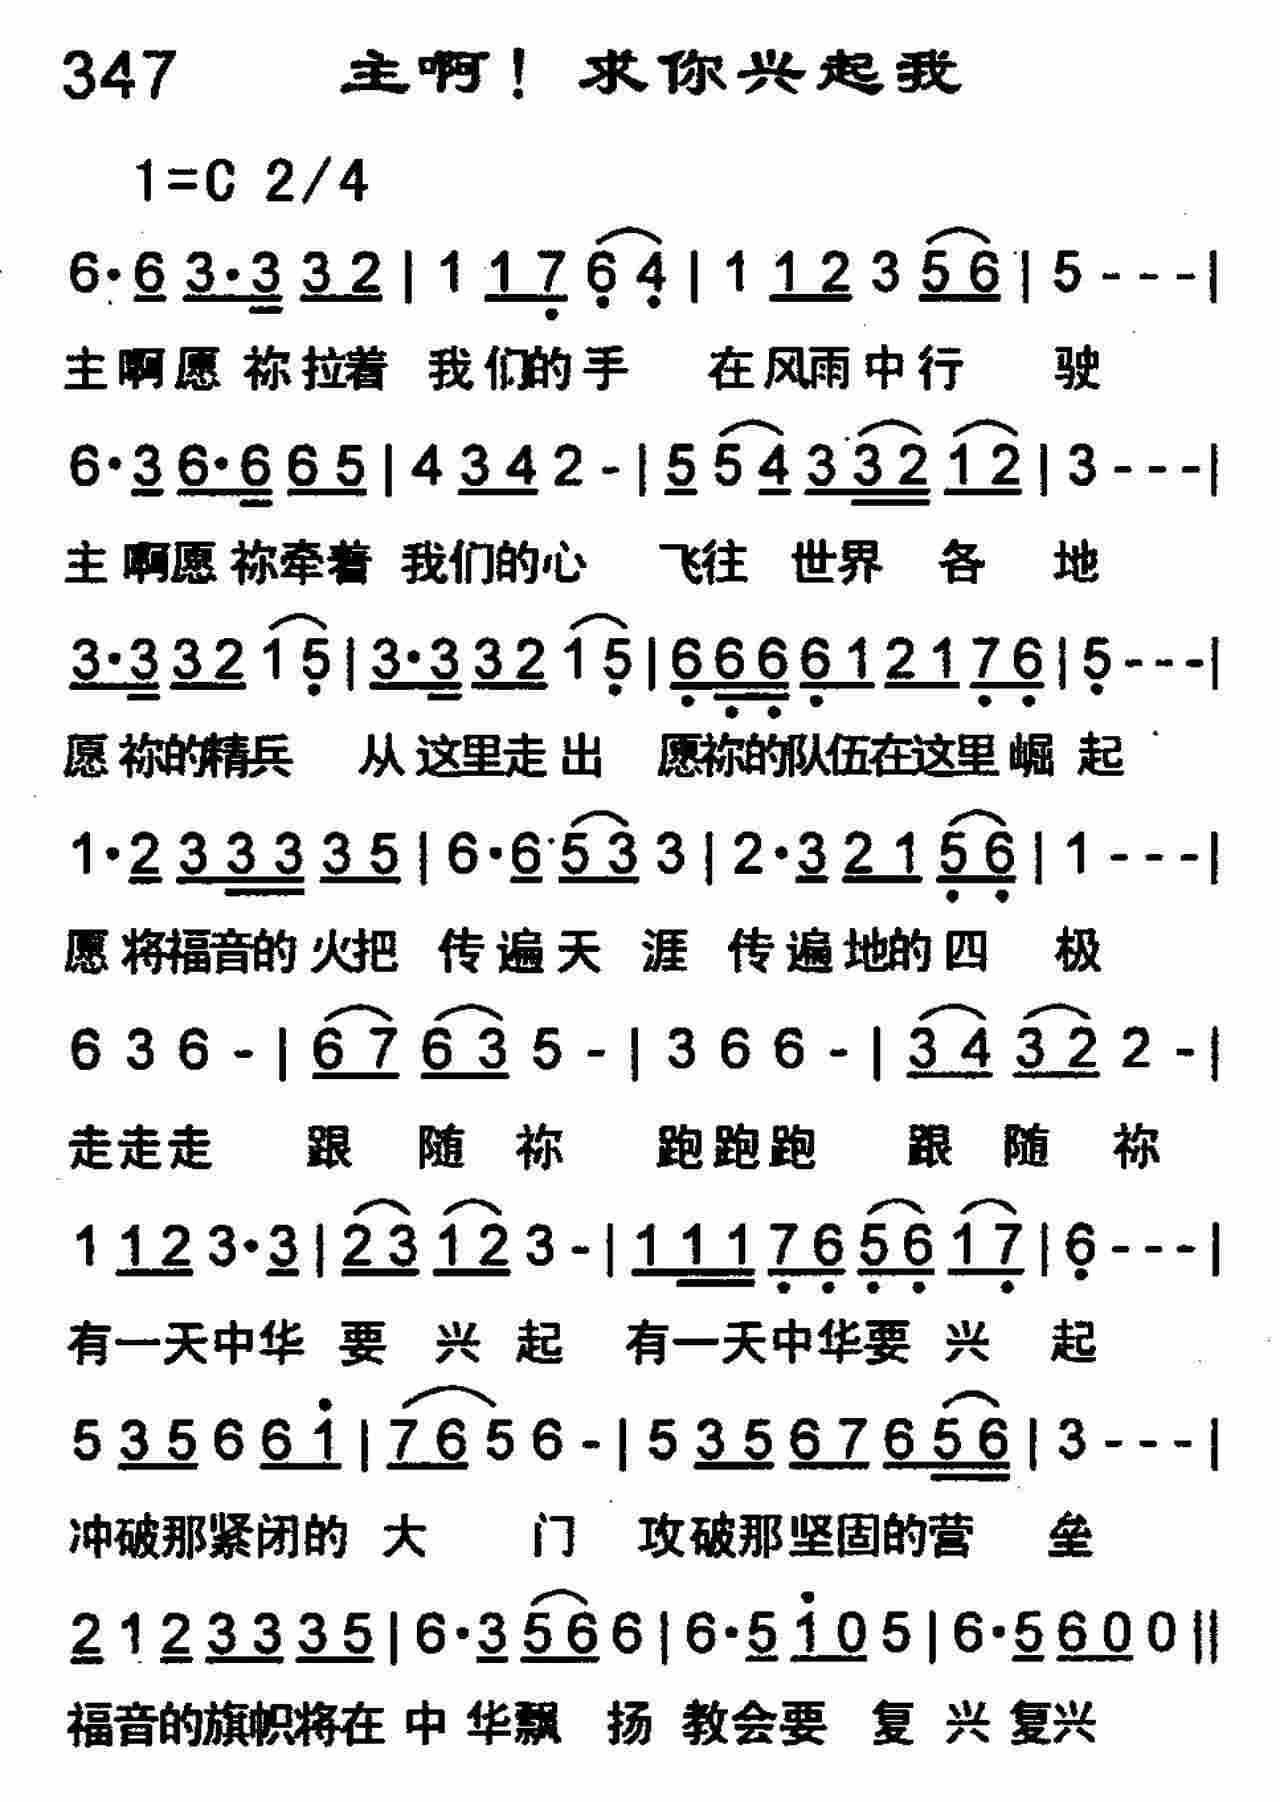 347 主啊！求你兴起我
1=C 2/4
6·6 3·3 3 2 | 1 1 7 6 4 | 1 1 2 3 5 6 | 5 - - - |
主啊愿祢拉着 我们的手 在风雨中行 驶
6·3 6·6 6 5 | 4 3 4 2 - | 5 5 4 3 3 2 1 2 | 3 - - - |
主啊愿祢牵着 我们的心 飞往 世界 各 地
3·3 3 2 1 5 | 3·3 3 2 1 5 | 6 6 6 6 1 2 1 7 6 | 5 - - - |
愿祢的精兵 从这里走出 愿祢的队伍在这里崛起
1·2 3 3 3 3 5 | 6·6 5 3 3 | 2·3 2 1 5 6 | 1 - - - |
愿将福音的火把 传遍天涯 传遍地的四 极
6 3 6 - | 6 7 6 3 5 - | 3 6 6 - | 3 4 3 2 2 - |
走走走 跟随祢 跑跑跑 跟随祢
1 1 2 3·3 | 2 3 1 2 3 - | 1 1 1 7 6 5 6 1 7 | 6 - - - |
有一天中华 要兴起 有一天中华要兴 起
5 3 5 6 6 1 | 7 6 5 6 - | 5 3 5 6 7 6 5 6 | 3 - - - |
冲破那紧闭的 大 门 攻破那坚固的营 垒
2 1 2 3 3 3 5 | 6·3 5 6 6 | 6·5 1 0 5 | 6·5 6 0 0 ||
福音的旗帜将在 中华飘 扬 教会要 复 兴复兴